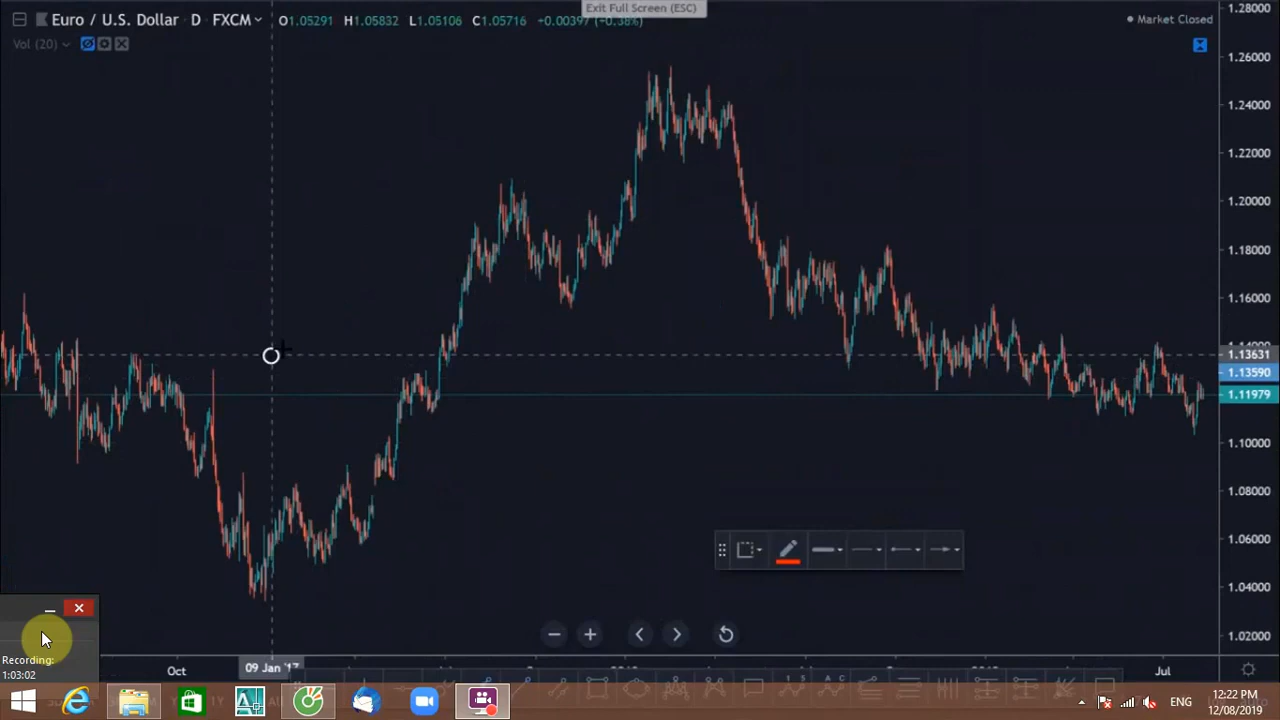 Euro / U.S. Dollar D FXCM O1.05291 H1.05832 L1.05106 C1.05716 +0.00397 (+0.38%)
Exit Full Screen (ESC)
Market Closed
Vol (20)
1.28000
1.26000
1.24000
1.22000
1.20000
1.18000
1.16000
1.14000
1.13631
1.13590
1.11979
1.10000
1.08000
1.06000
1.04000
1.02000
Recording:
1:03:02
Oct
09 Jan '17
Jul
ENG
12:22 PM
12/08/2019